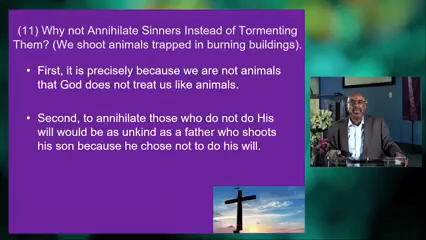 (11) Why not Annihilate Sinners Instead of Tormenting
Them? (We shoot animals trapped in burning buildings).
• First, it is precisely because we are not animals
that God does not treat us like animals.
• Second, to annihilate those who do not do His
will would be as unkind as a father who shoots
his son because he chose not to do his will.